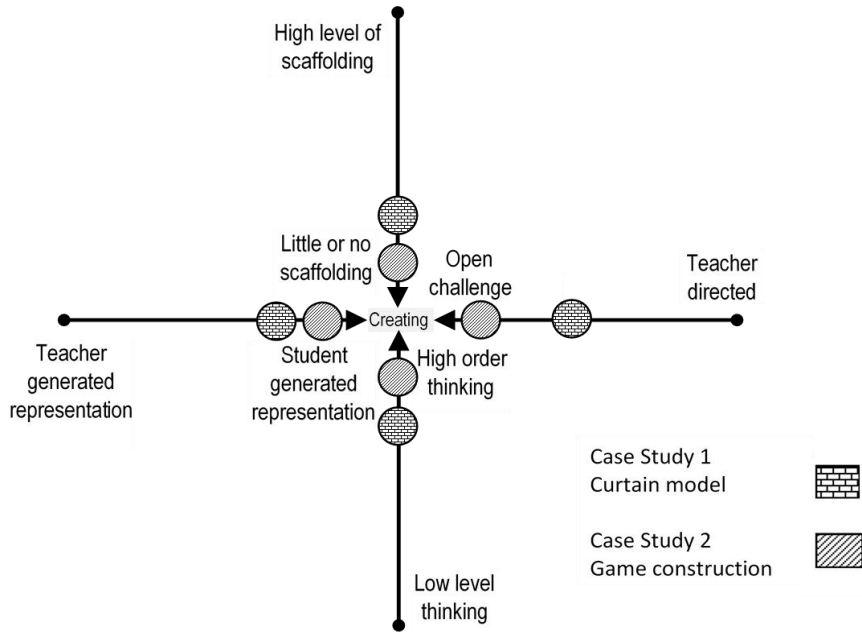 High level of
scaffolding
Little or no
scaffolding
Open
challenge
Teacher
directed
Creating
Teacher
generated
representation
Student
generated
representation
High order
thinking
Case Study 1
Curtain model
Case Study 2
Game construction
Low level
thinking